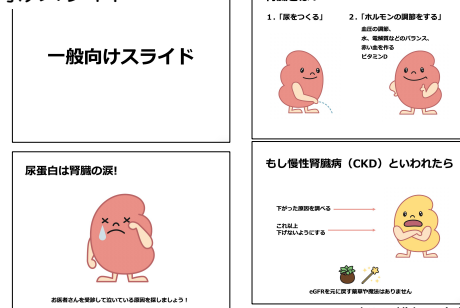 一般向けスライド
1.「尿をつくる」
2.「ホルモンの調節をする」
血圧の調節、
水、電解質などのバランス、
赤い血を作る
ビタミンD
尿蛋白は腎臓の涙!
お医者さんを受診して泣いている原因を探しましょう!
もし慢性腎臓病（CKD）といわれたら
下がった原因を調べる
これ以上
下げないようにする
eGFRを元に戻す薬草や魔法はありません